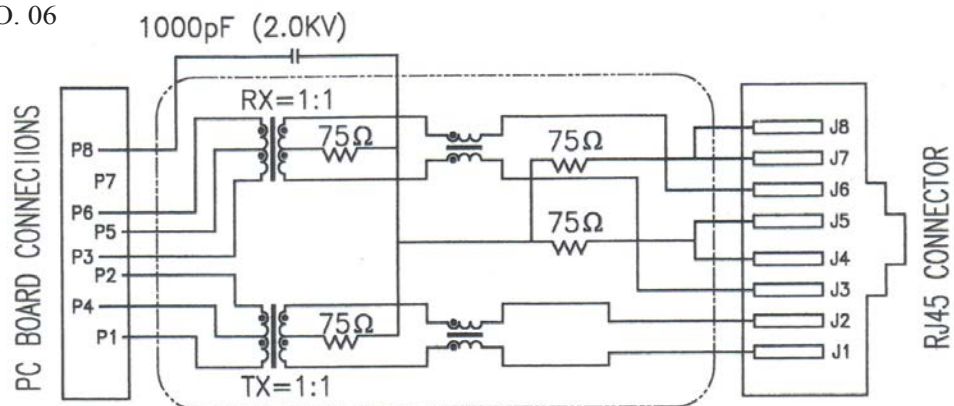 O. 06
1000pF (2.0KV)
RX=1:1
75Ω
75Ω
75Ω
75Ω
TX=1:1
PC BOARD CONNECTIONS
P8
P7
P6
P5
P3
P2
P4
P1
J8
J7
J6
J5
J4
J3
J2
J1
RJ45 CONNECTOR